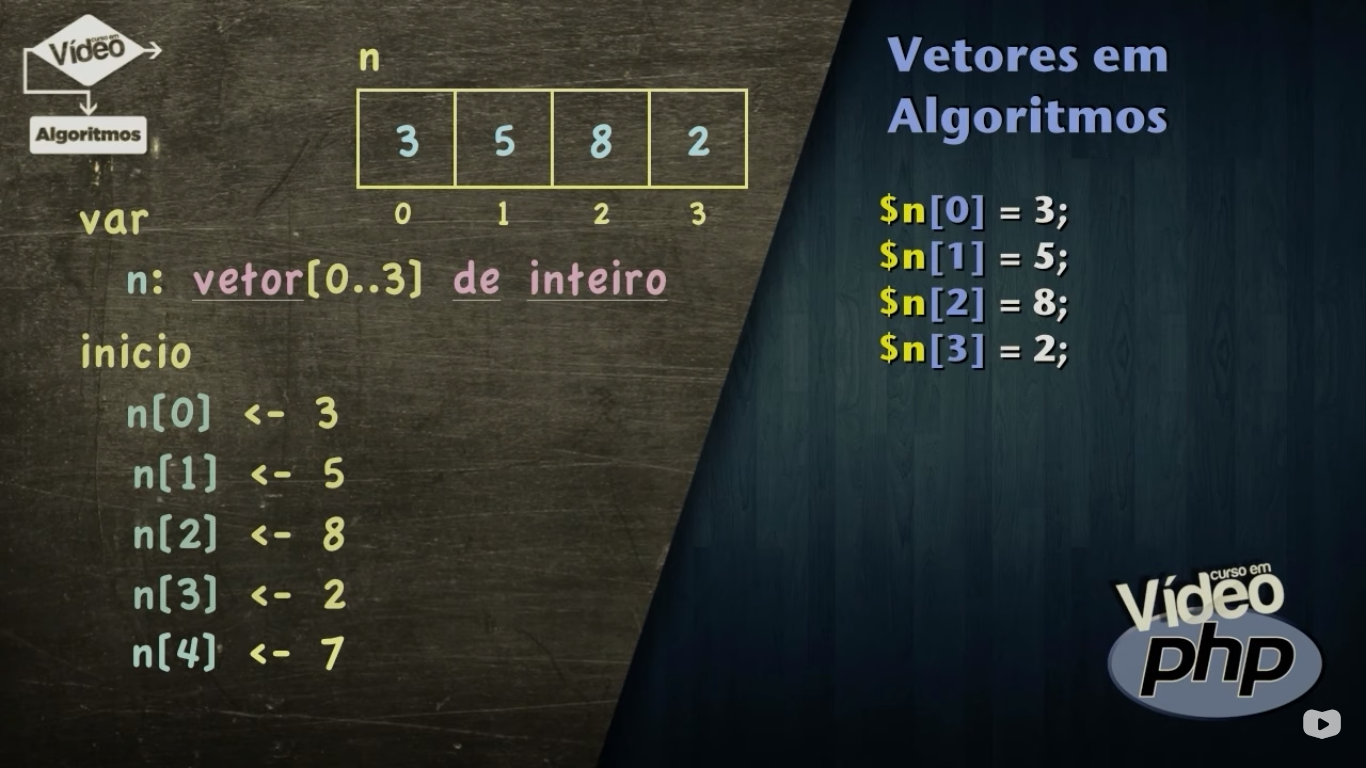 curso em
Vídeo
Algoritmos
n
3 5 8 2
0 1 2 3
var
n: vetor[0..3] de inteiro
inicio
n[0] <- 3
n[1] <- 5
n[2] <- 8
n[3] <- 2
n[4] <- 7
Vetores em
Algoritmos
$n[0] = 3;
$n[1] = 5;
$n[2] = 8;
$n[3] = 2;
curso em
Vídeo
php